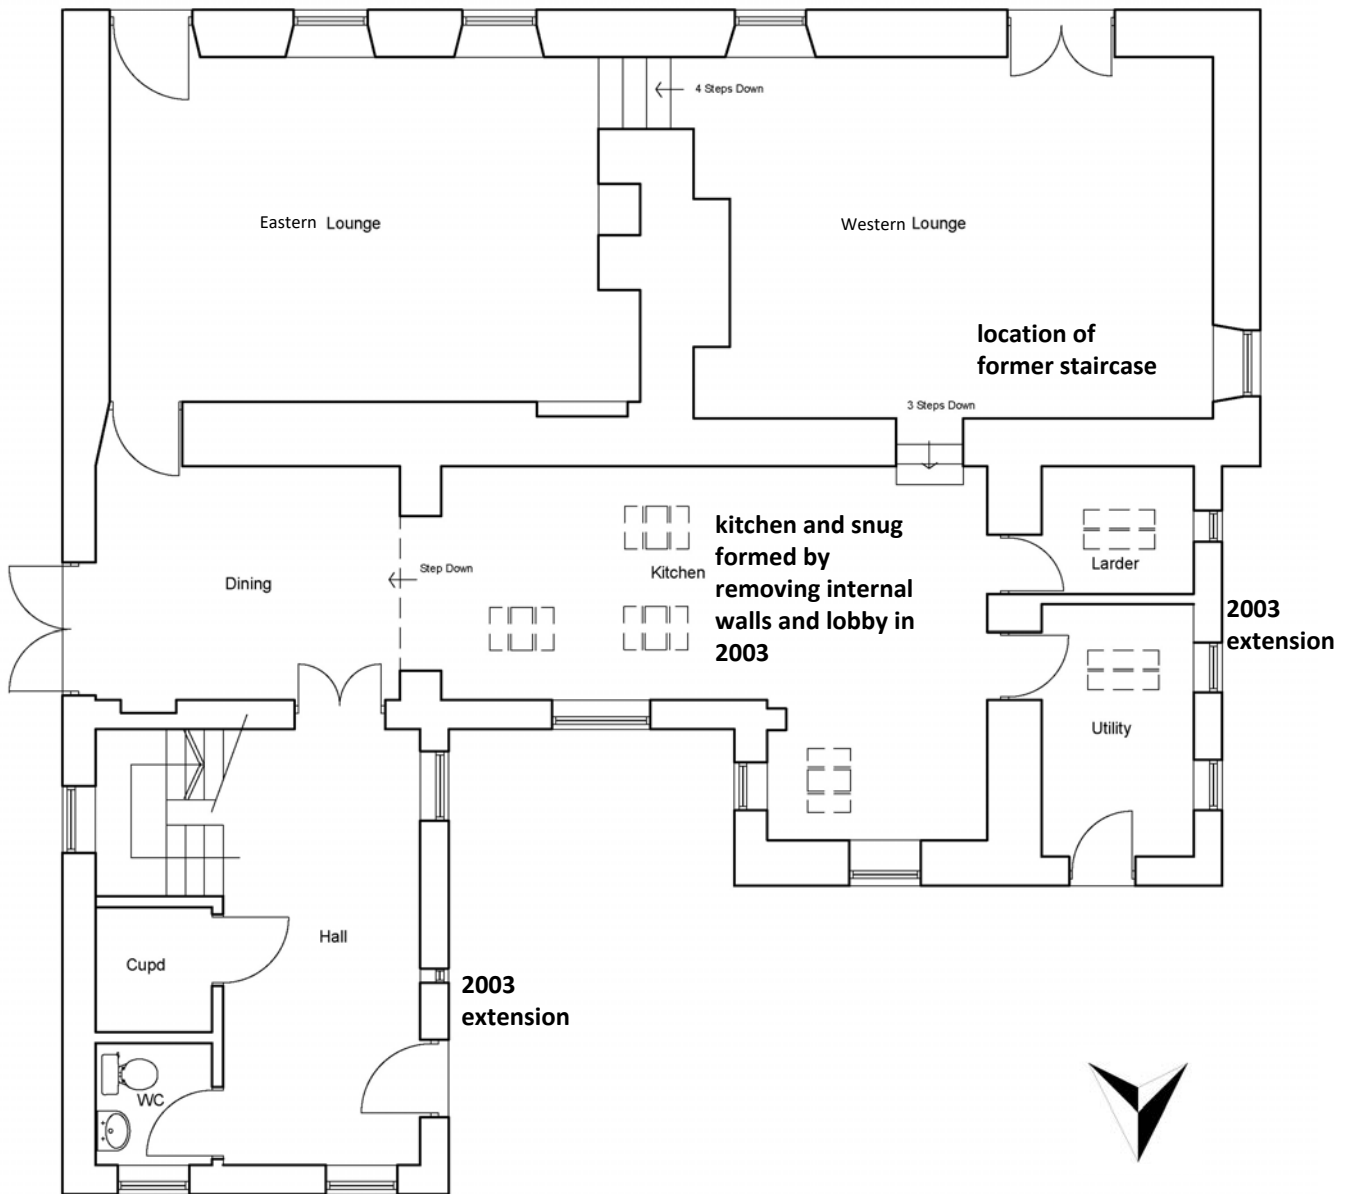 4 Steps Down
Eastern Lounge
Western Lounge
location of
former staircase
3 Steps Down
kitchen and snug
formed by
removing internal
walls and lobby in
2003
Kitchen
Step Down
Dining
Larder
2003
extension
Utility
Hall
Cupd
2003
extension
WC